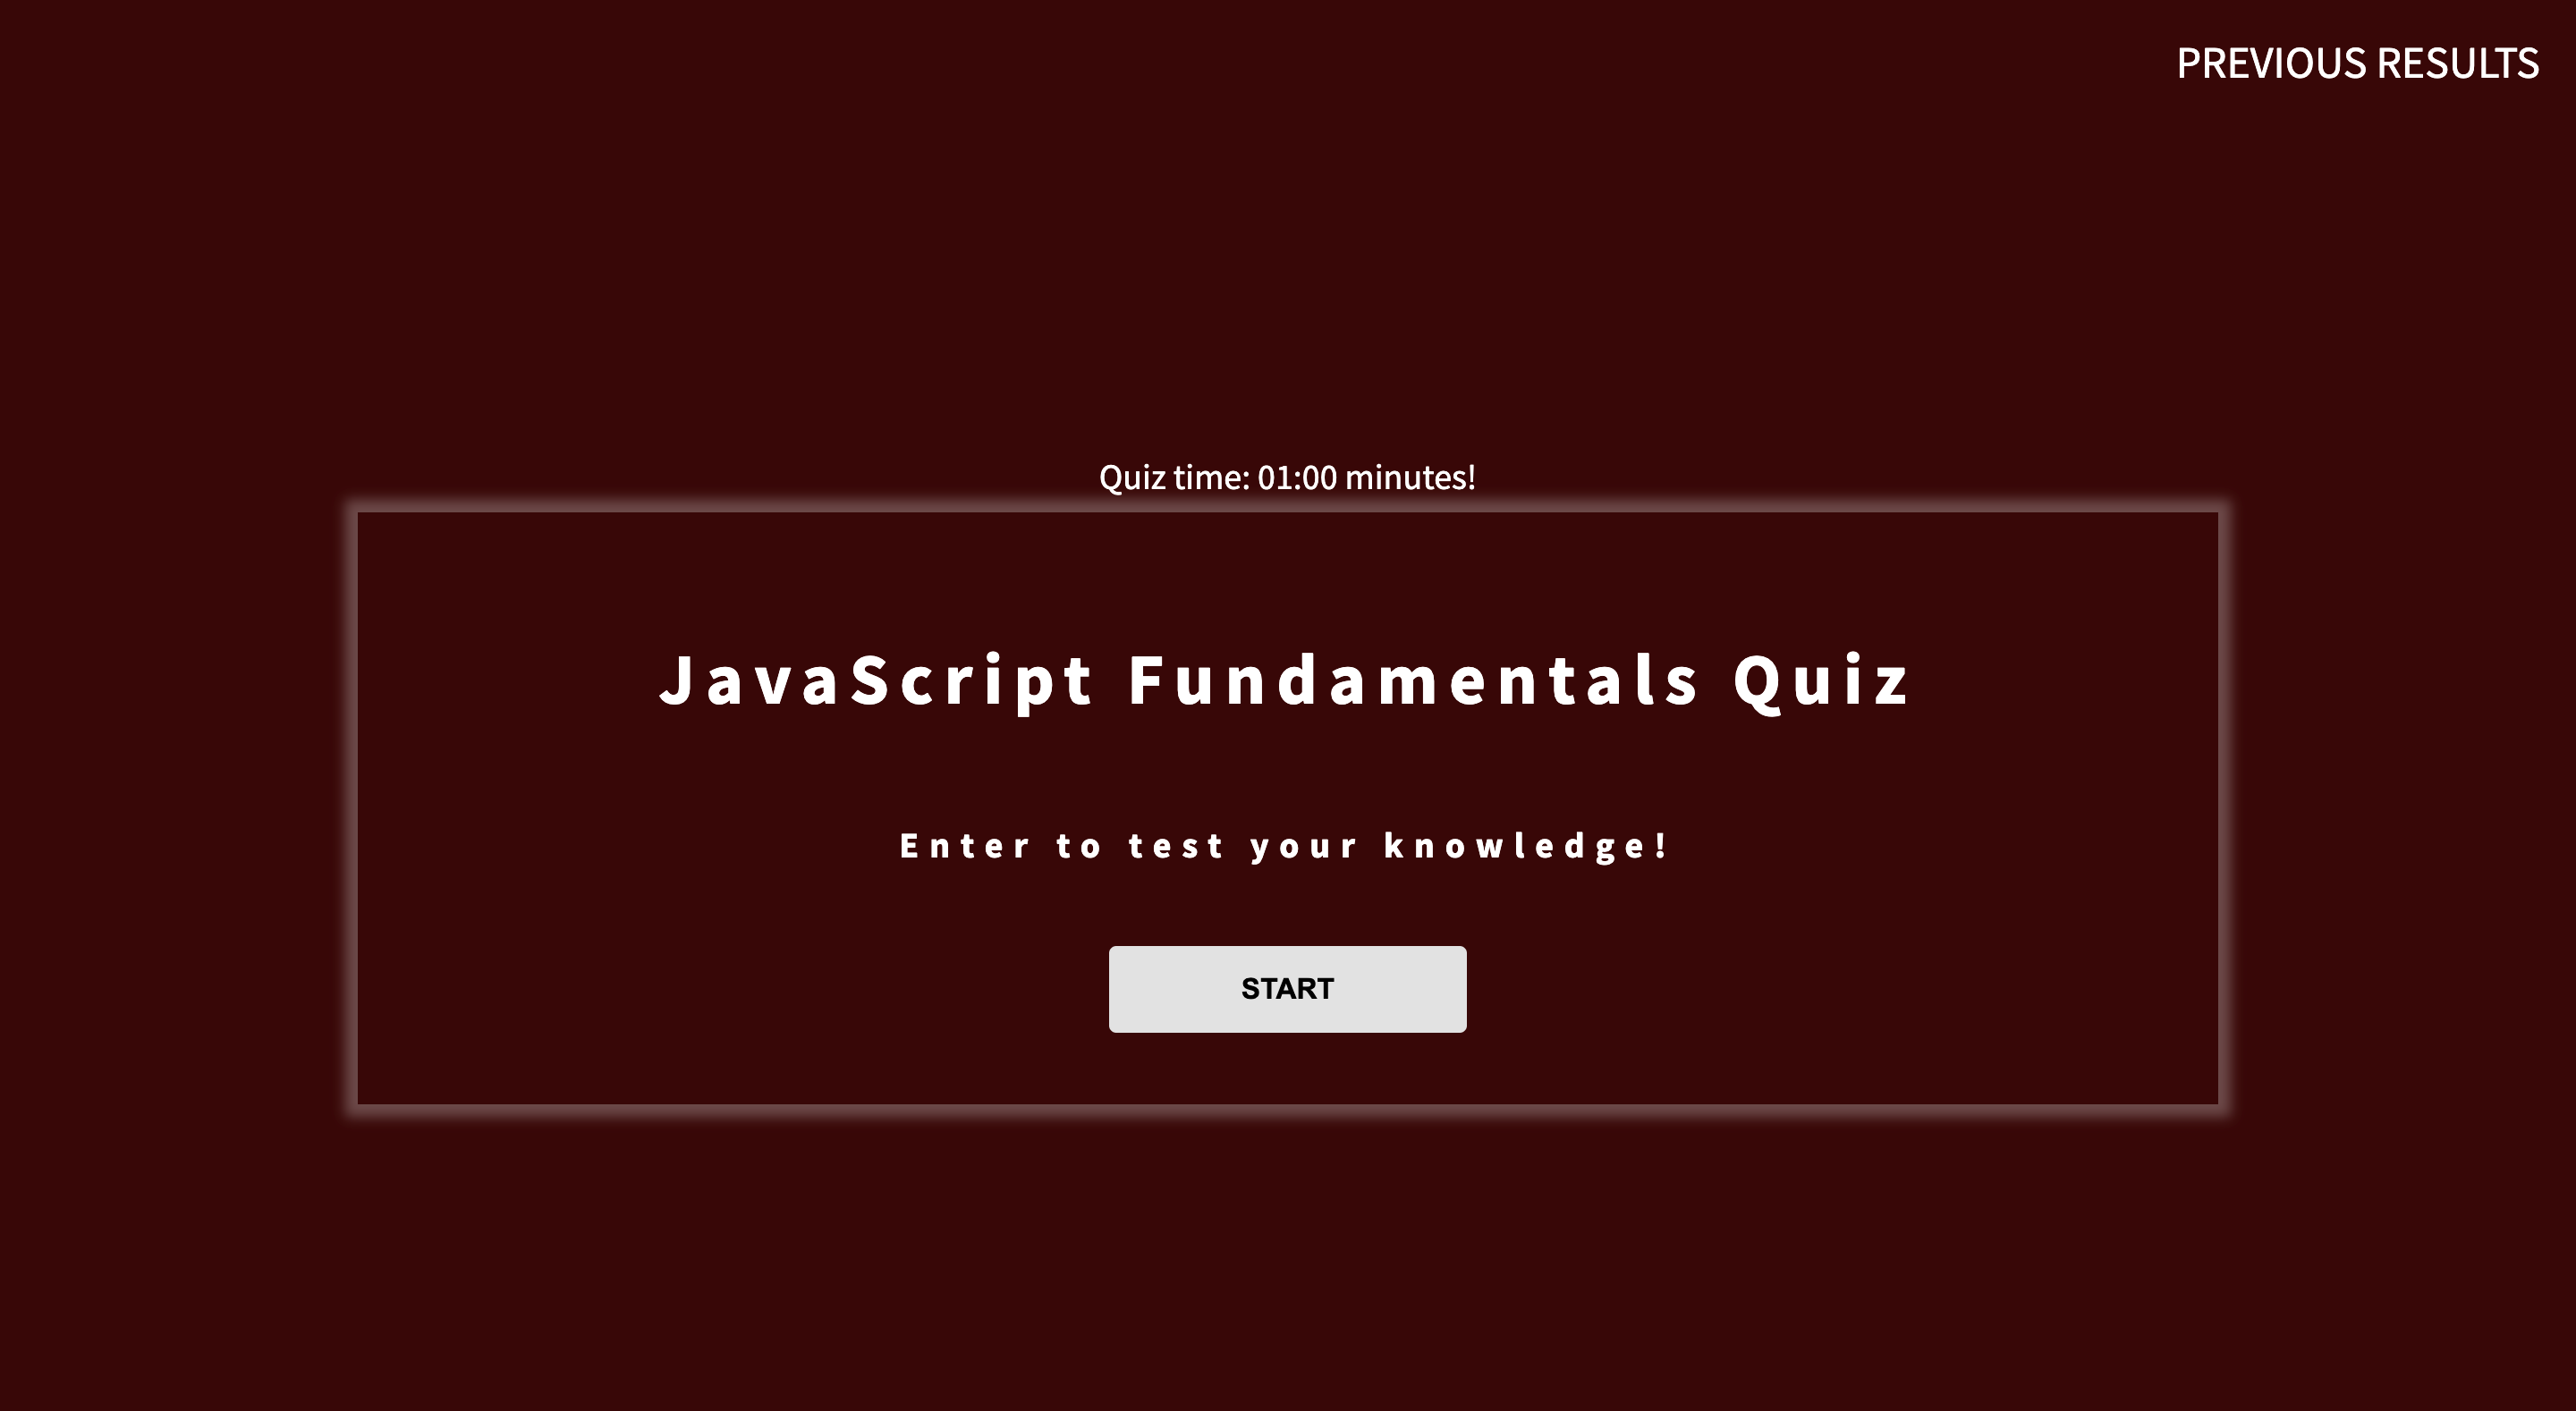 PREVIOUS RESULTS
Quiz time: 01:00 minutes!
JavaScript Fundamentals Quiz
Enter to test your knowledge!
START